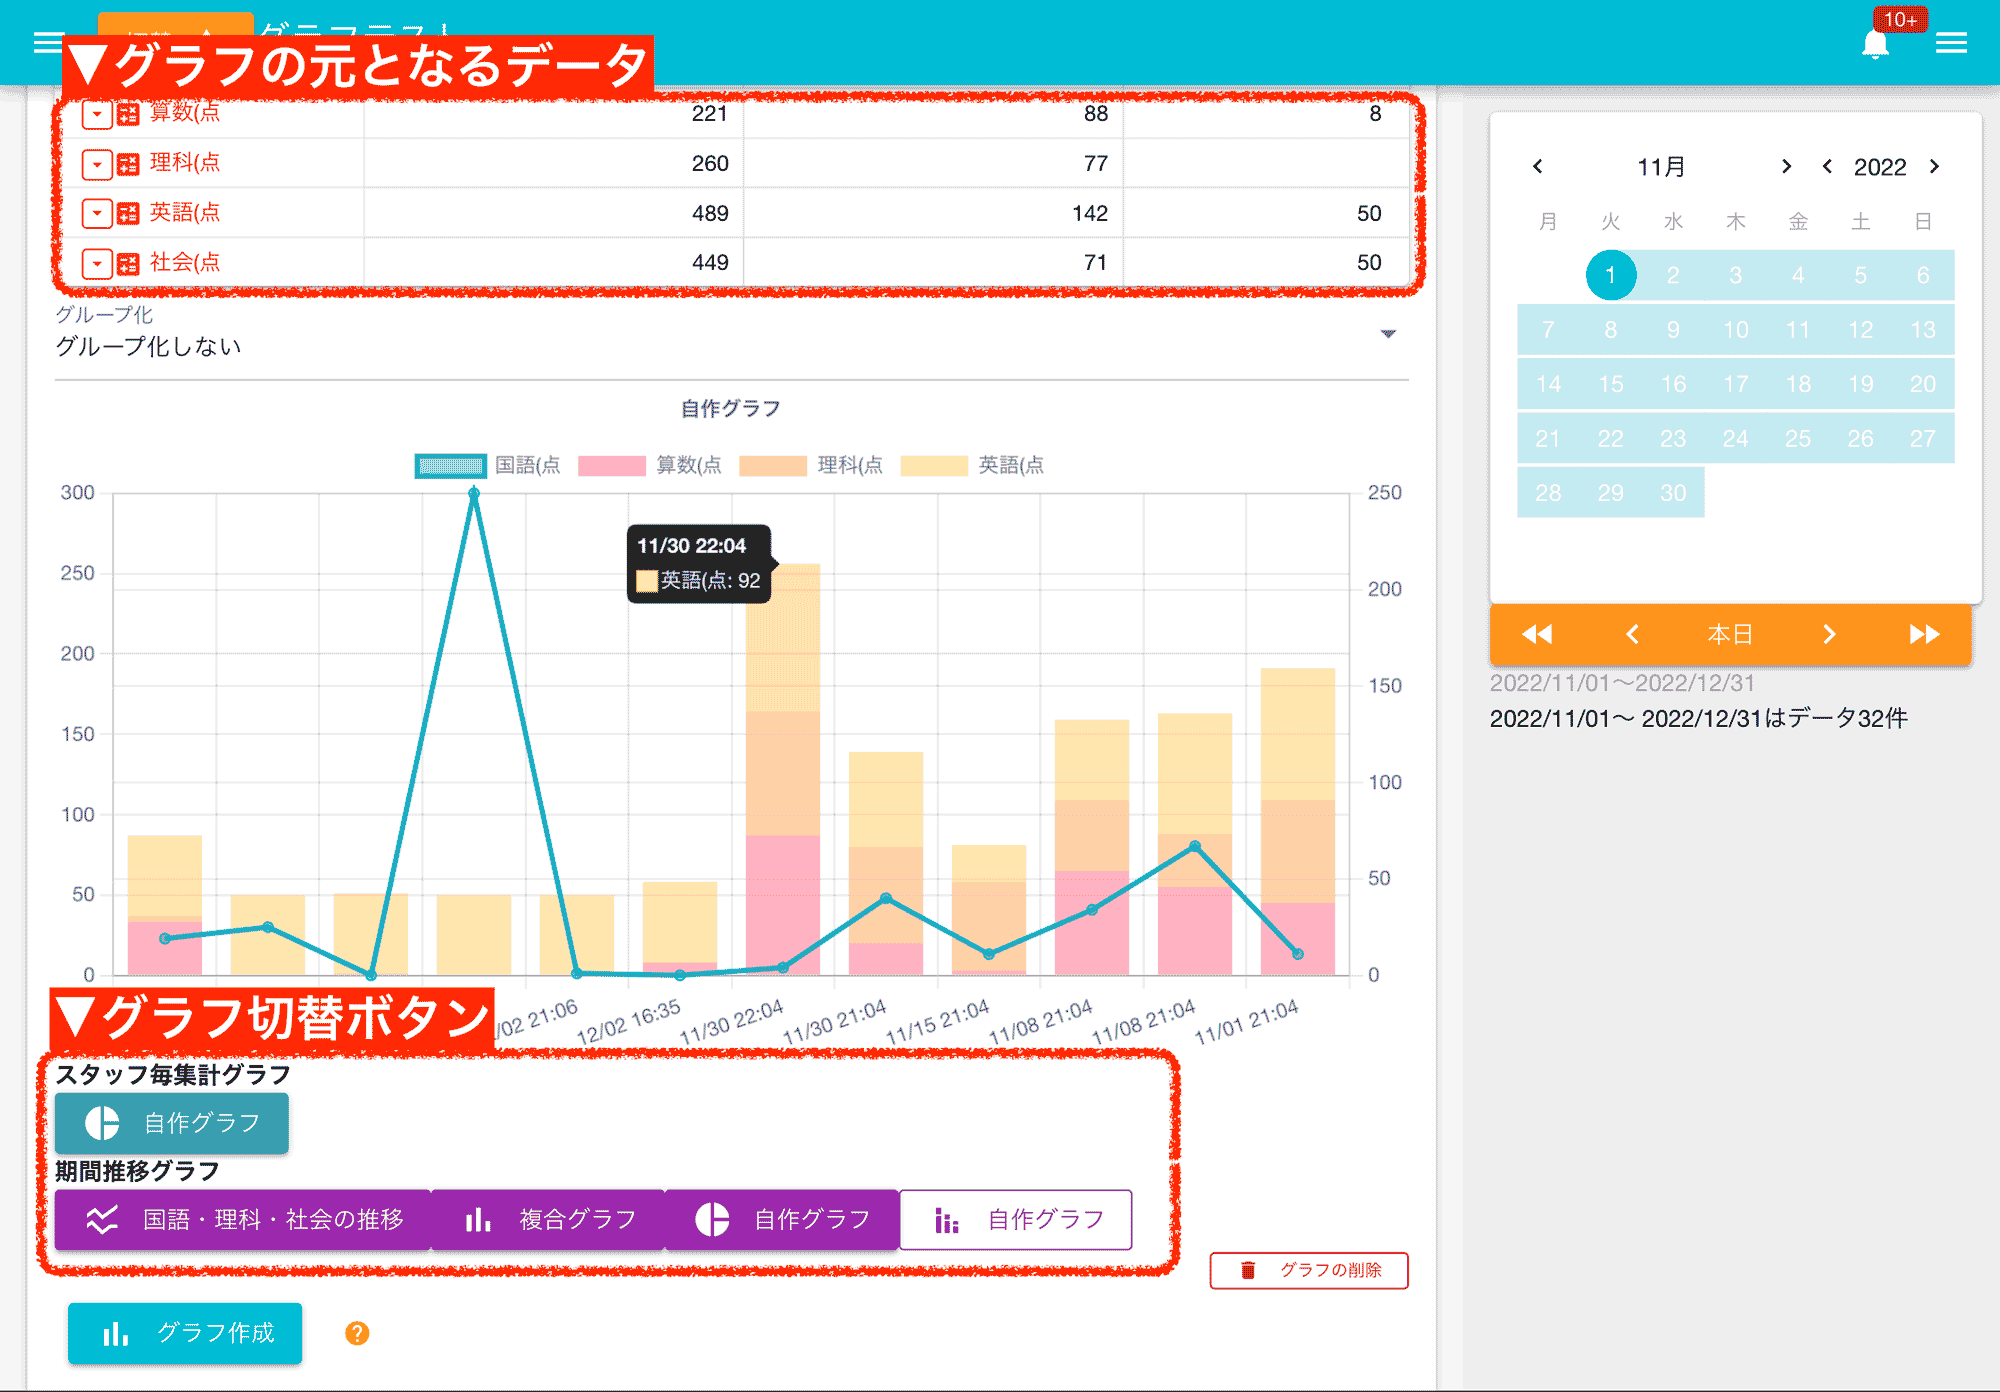 グラフテスト
10+
▼グラフの元となるデータ
算数(点 221 88 8
理科(点 260 77
英語(点 489 142 50
社会(点 449 71 50
グループ化
グループ化しない
自作グラフ
国語(点 算数(点 理科(点 英語(点
300
250
200
150
100
50
0
250
200
150
100
50
0
11/30 22:04
英語(点: 92
/02 21:06
12/02 16:35
11/30 22:04
11/30 21:04
11/15 21:04
11/08 21:04
11/08 21:04
11/01 21:04
▼グラフ切替ボタン
スタッフ毎集計グラフ
自作グラフ
期間推移グラフ
国語・理科・社会の推移 複合グラフ 自作グラフ 自作グラフ
グラフの削除
グラフ作成 ?
11月 2022
月 火 水 木 金 土 日
1 2 3 4 5 6
7 8 9 10 11 12 13
14 15 16 17 18 19 20
21 22 23 24 25 26 27
28 29 30
本日
2022/11/01〜2022/12/31
2022/11/01〜 2022/12/31はデータ32件